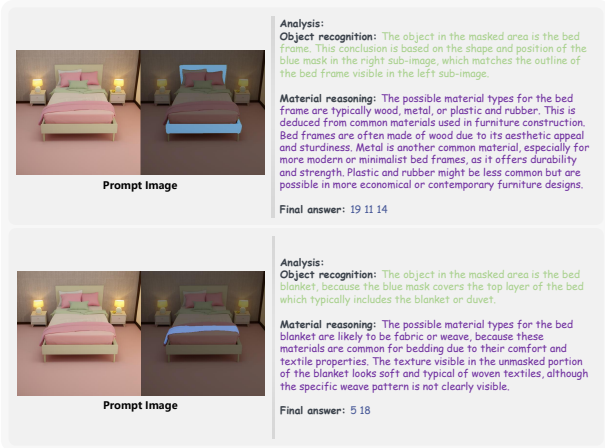 Analysis:
Object recognition: The object in the masked area is the bed
frame. This conclusion is based on the shape and position of the
blue mask in the right sub-image, which matches the outline of
the bed frame visible in the left sub-image.
Material reasoning: The possible material types for the bed
frame are typically wood, metal, or plastic and rubber. This is
deduced from common materials used in furniture construction.
Bed frames are often made of wood due to its aesthetic appeal
and sturdiness. Metal is another common material, especially for
more modern or minimalist bed frames, as it offers durability
and strength. Plastic and rubber might be less common but are
possible in more economical or contemporary furniture designs.
Final answer: 19 11 14
Prompt Image
Analysis:
Object recognition: The object in the masked area is the bed
blanket, because the blue mask covers the top layer of the bed
which typically includes the blanket or duvet.
Material reasoning: The possible material types for the bed
blanket are likely to be fabric or weave, because these
materials are common for bedding due to their comfort and
textile properties. The texture visible in the unmasked portion
of the blanket looks soft and typical of woven textiles, although
the specific weave pattern is not clearly visible.
Final answer: 5 18
Prompt Image